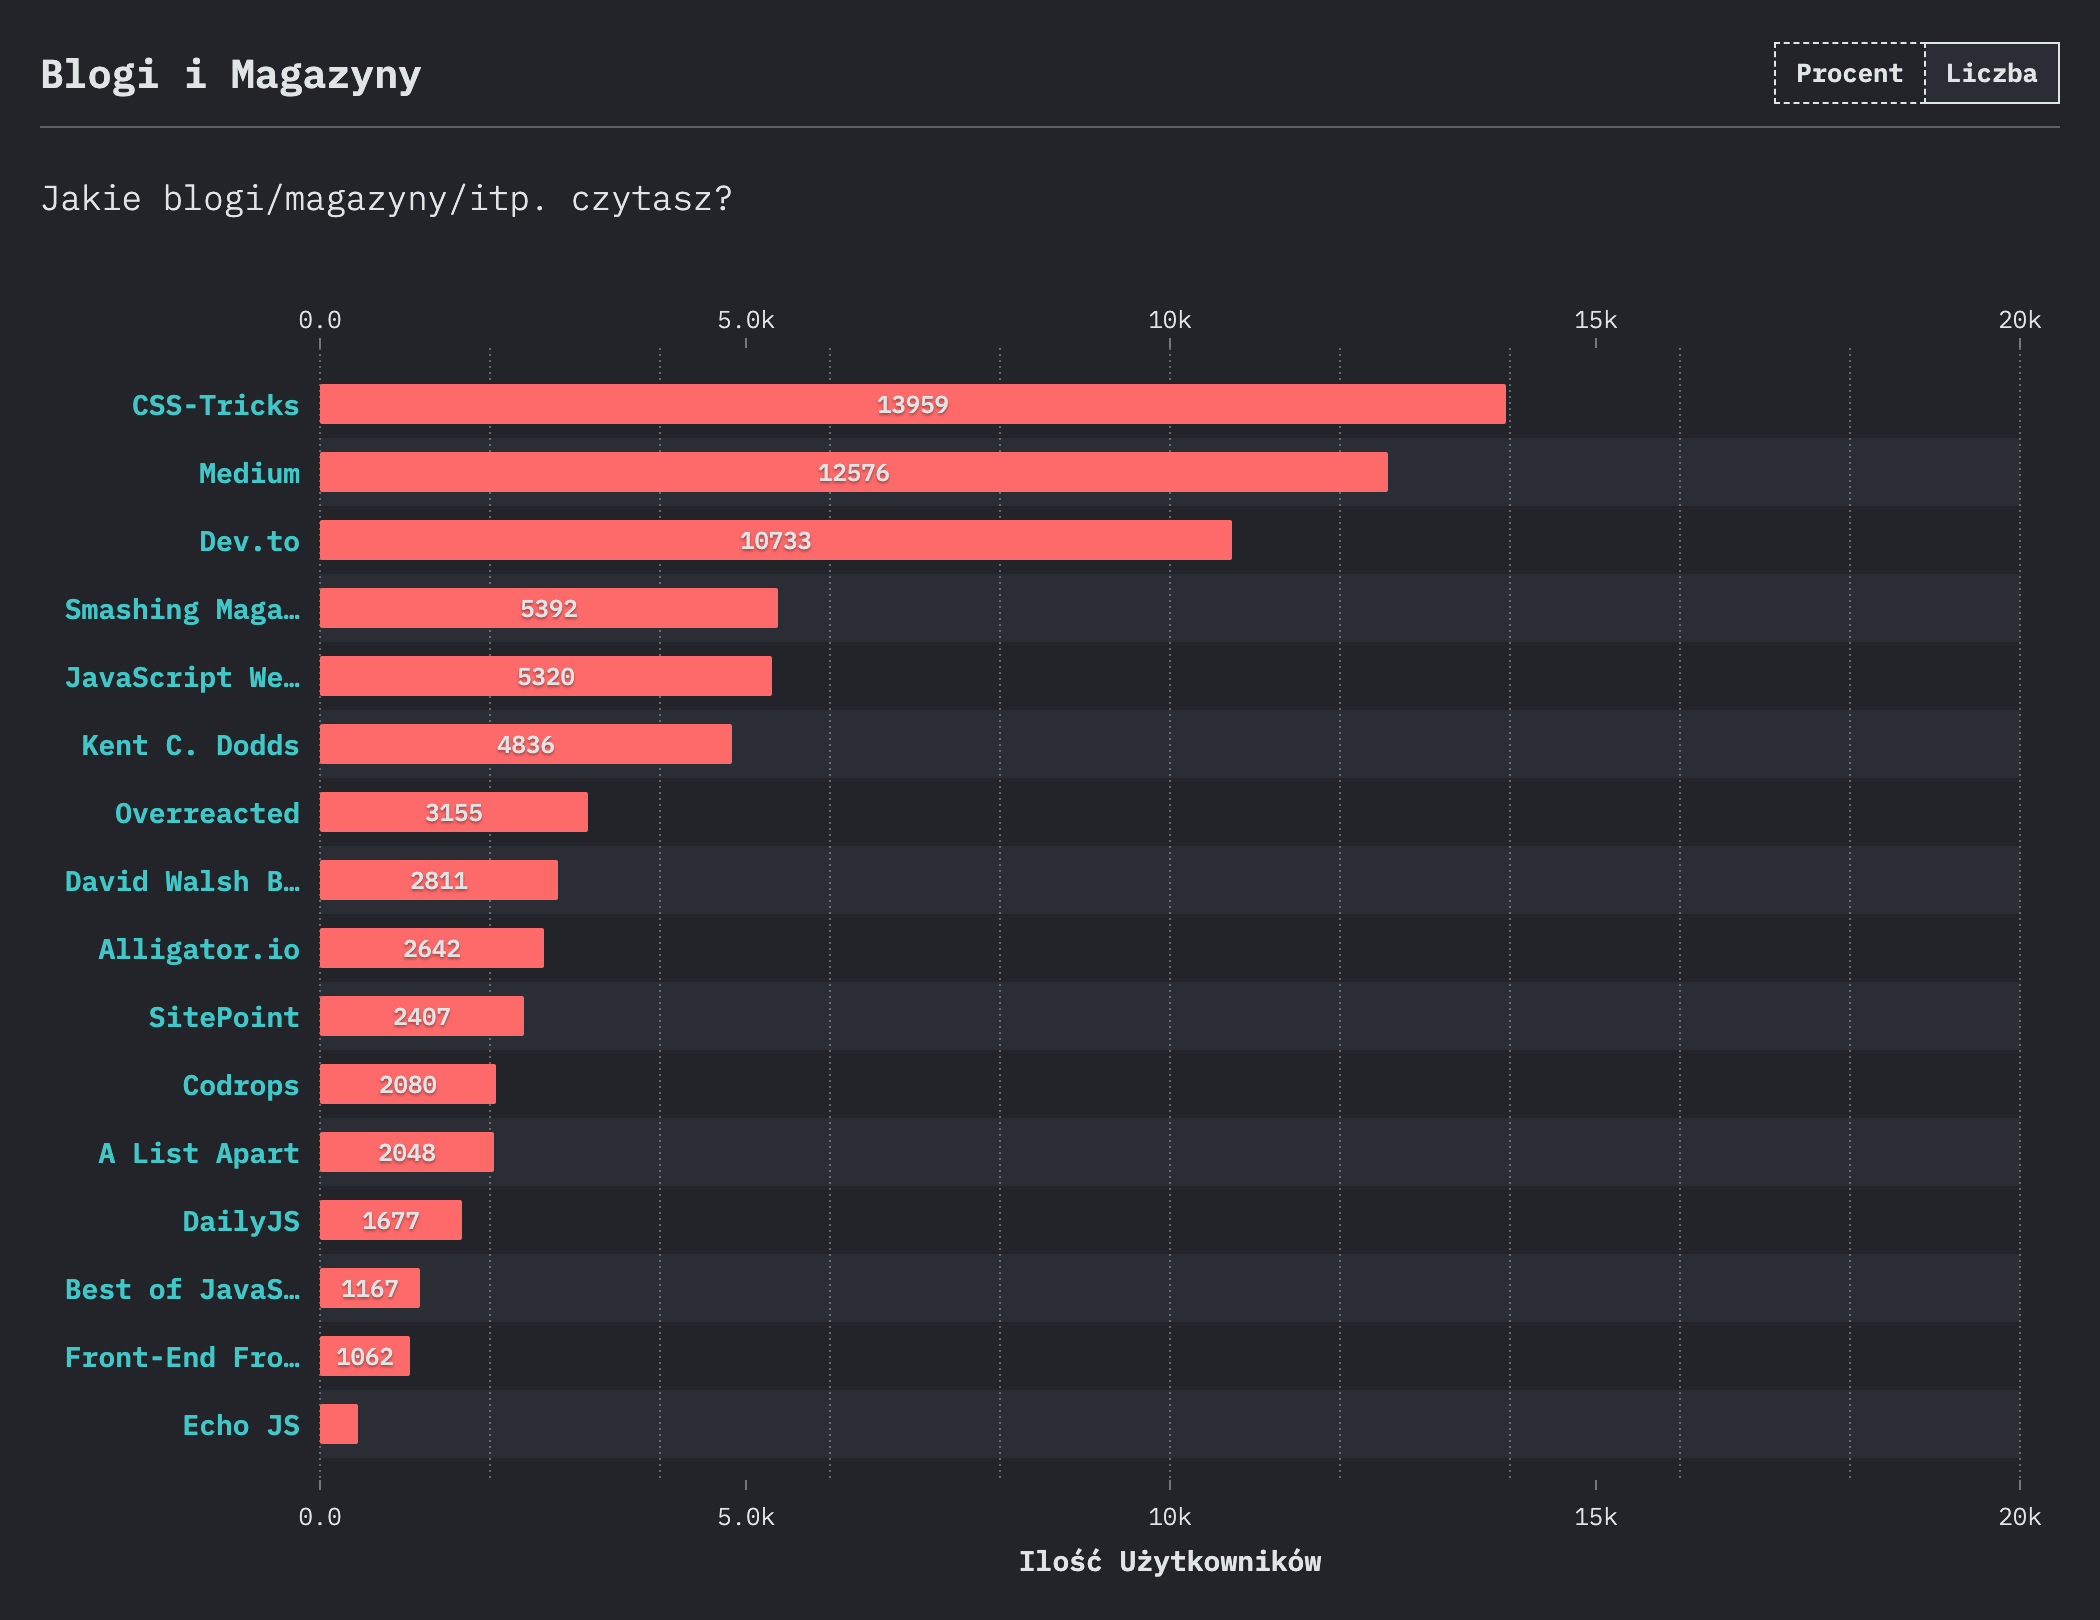 Blogi i Magazyny
Procent Liczba
Jakie blogi/magazyny/itp. czytasz?
0.0 5.0k 10k 15k 20k
CSS-Tricks 13959
Medium 12576
Dev.to 10733
Smashing Maga… 5392
JavaScript We… 5320
Kent C. Dodds 4836
Overreacted 3155
David Walsh B… 2811
Alligator.io 2642
SitePoint 2407
Codrops 2080
A List Apart 2048
DailyJS 1677
Best of JavaS… 1167
Front-End Fro… 1062
Echo JS
0.0 5.0k 10k 15k 20k
Ilość Użytkowników